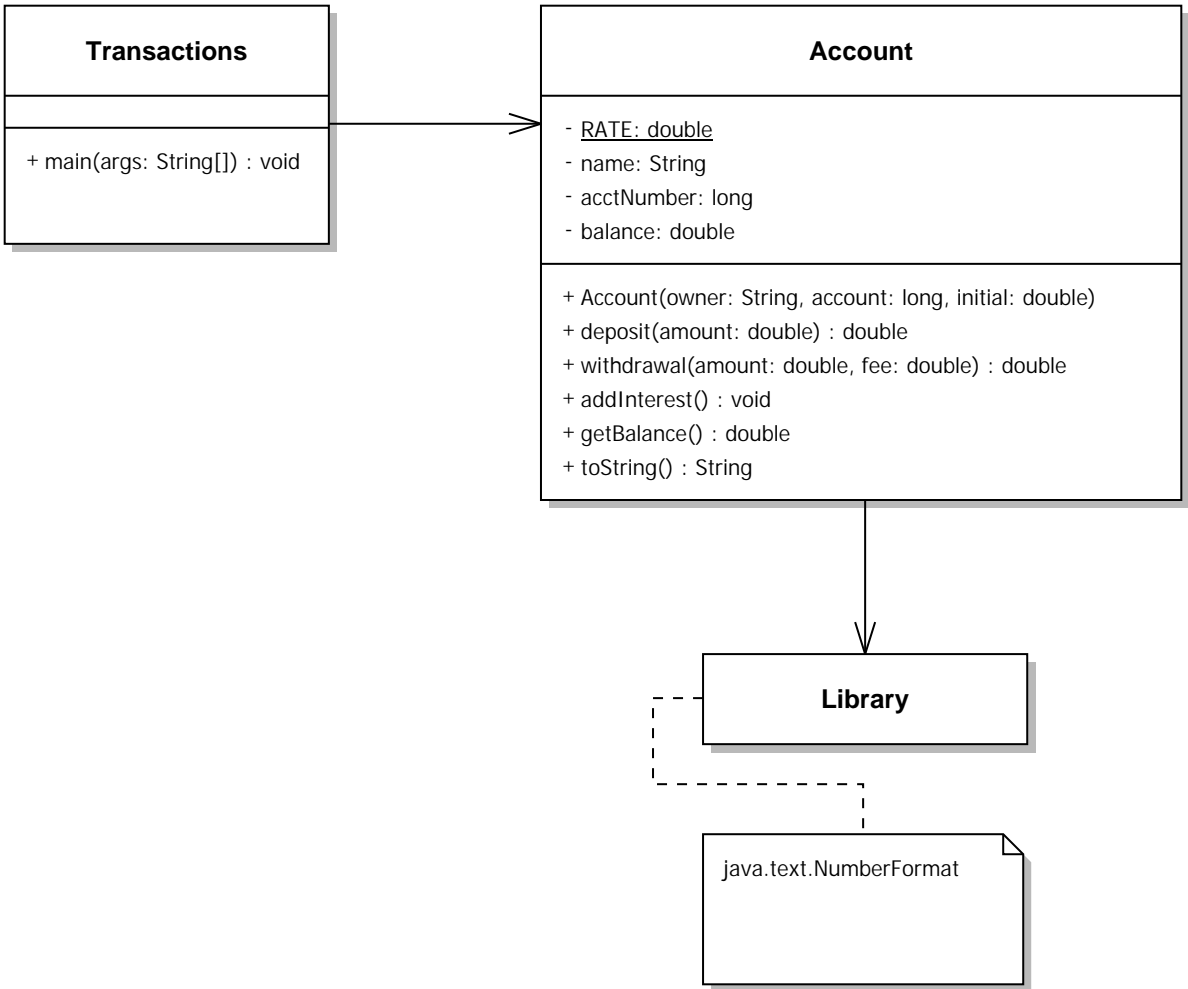 Transactions
+ main(args: String[]) : void
Account
- RATE: double
- name: String
- acctNumber: long
- balance: double
+ Account(owner: String, account: long, initial: double)
+ deposit(amount: double) : double
+ withdrawal(amount: double, fee: double) : double
+ addInterest() : void
+ getBalance() : double
+ toString() : String
Library
java.text.NumberFormat